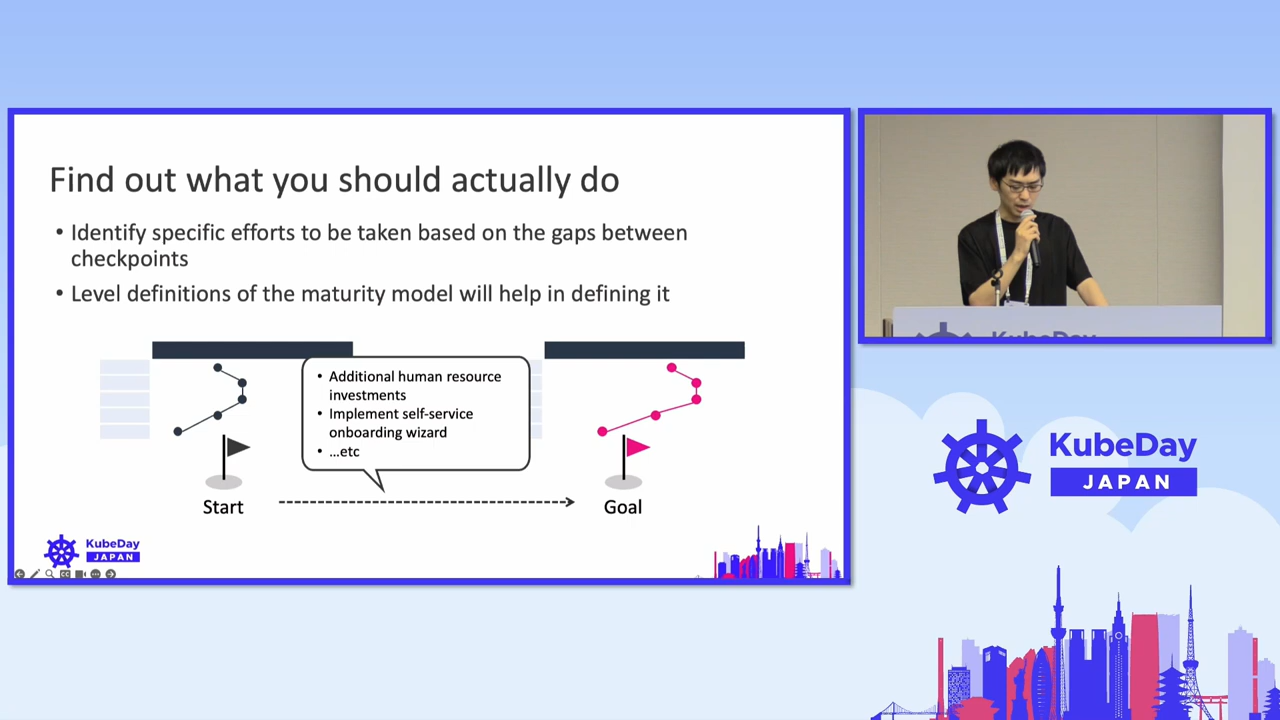 Find out what you should actually do
• Identify specific efforts to be taken based on the gaps between
checkpoints
• Level definitions of the maturity model will help in defining it
• Additional human resource
investments
• Implement self-service
onboarding wizard
• ...etc
Start
Goal
KubeDay
JAPAN
KubeDay
KubeDay
JAPAN